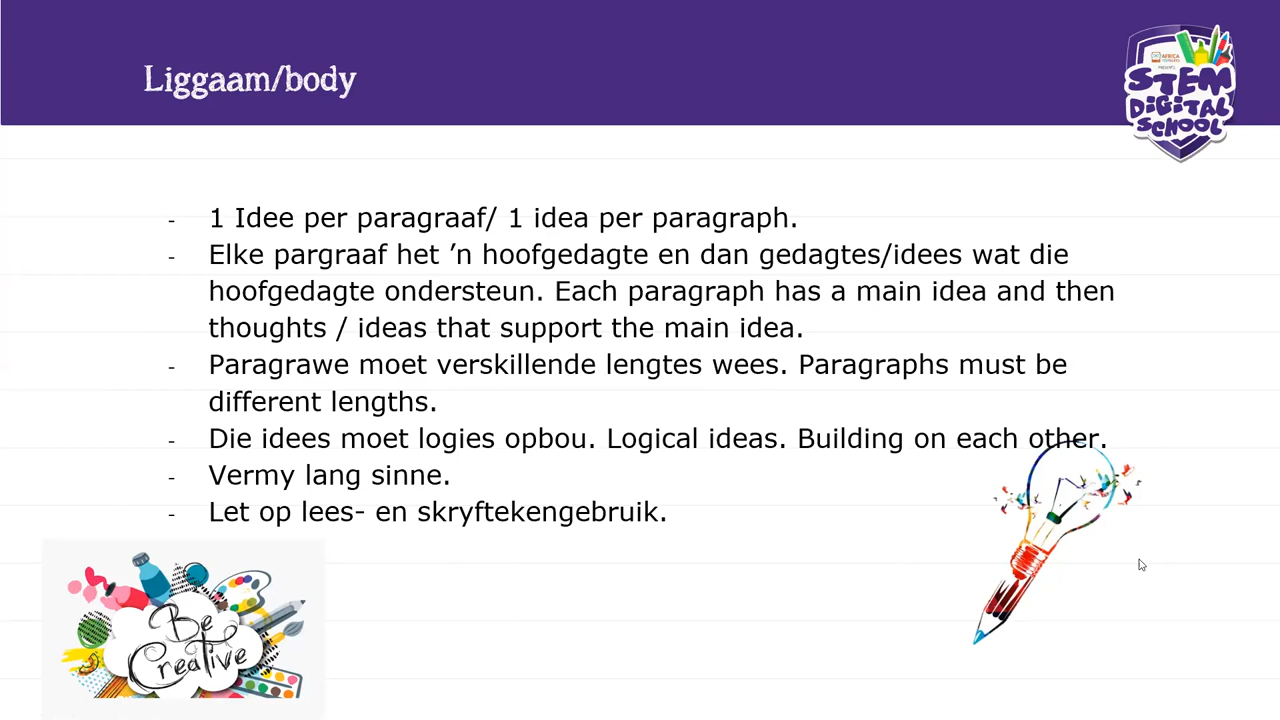 Liggaam/body
AFRICA
STEM
DIGITAL
SCHOOL
- 1 Idee per paragraaf/ 1 idea per paragraph.
- Elke pargraaf het ’n hoofgedagte en dan gedagtes/idees wat die
hoofgedagte ondersteun. Each paragraph has a main idea and then
thoughts / ideas that support the main idea.
- Paragrawe moet verskillende lengtes wees. Paragraphs must be
different lengths.
- Die idees moet logies opbou. Logical ideas. Building on each other.
- Vermy lang sinne.
- Let op lees- en skryftekengebruik.
Be
Creative